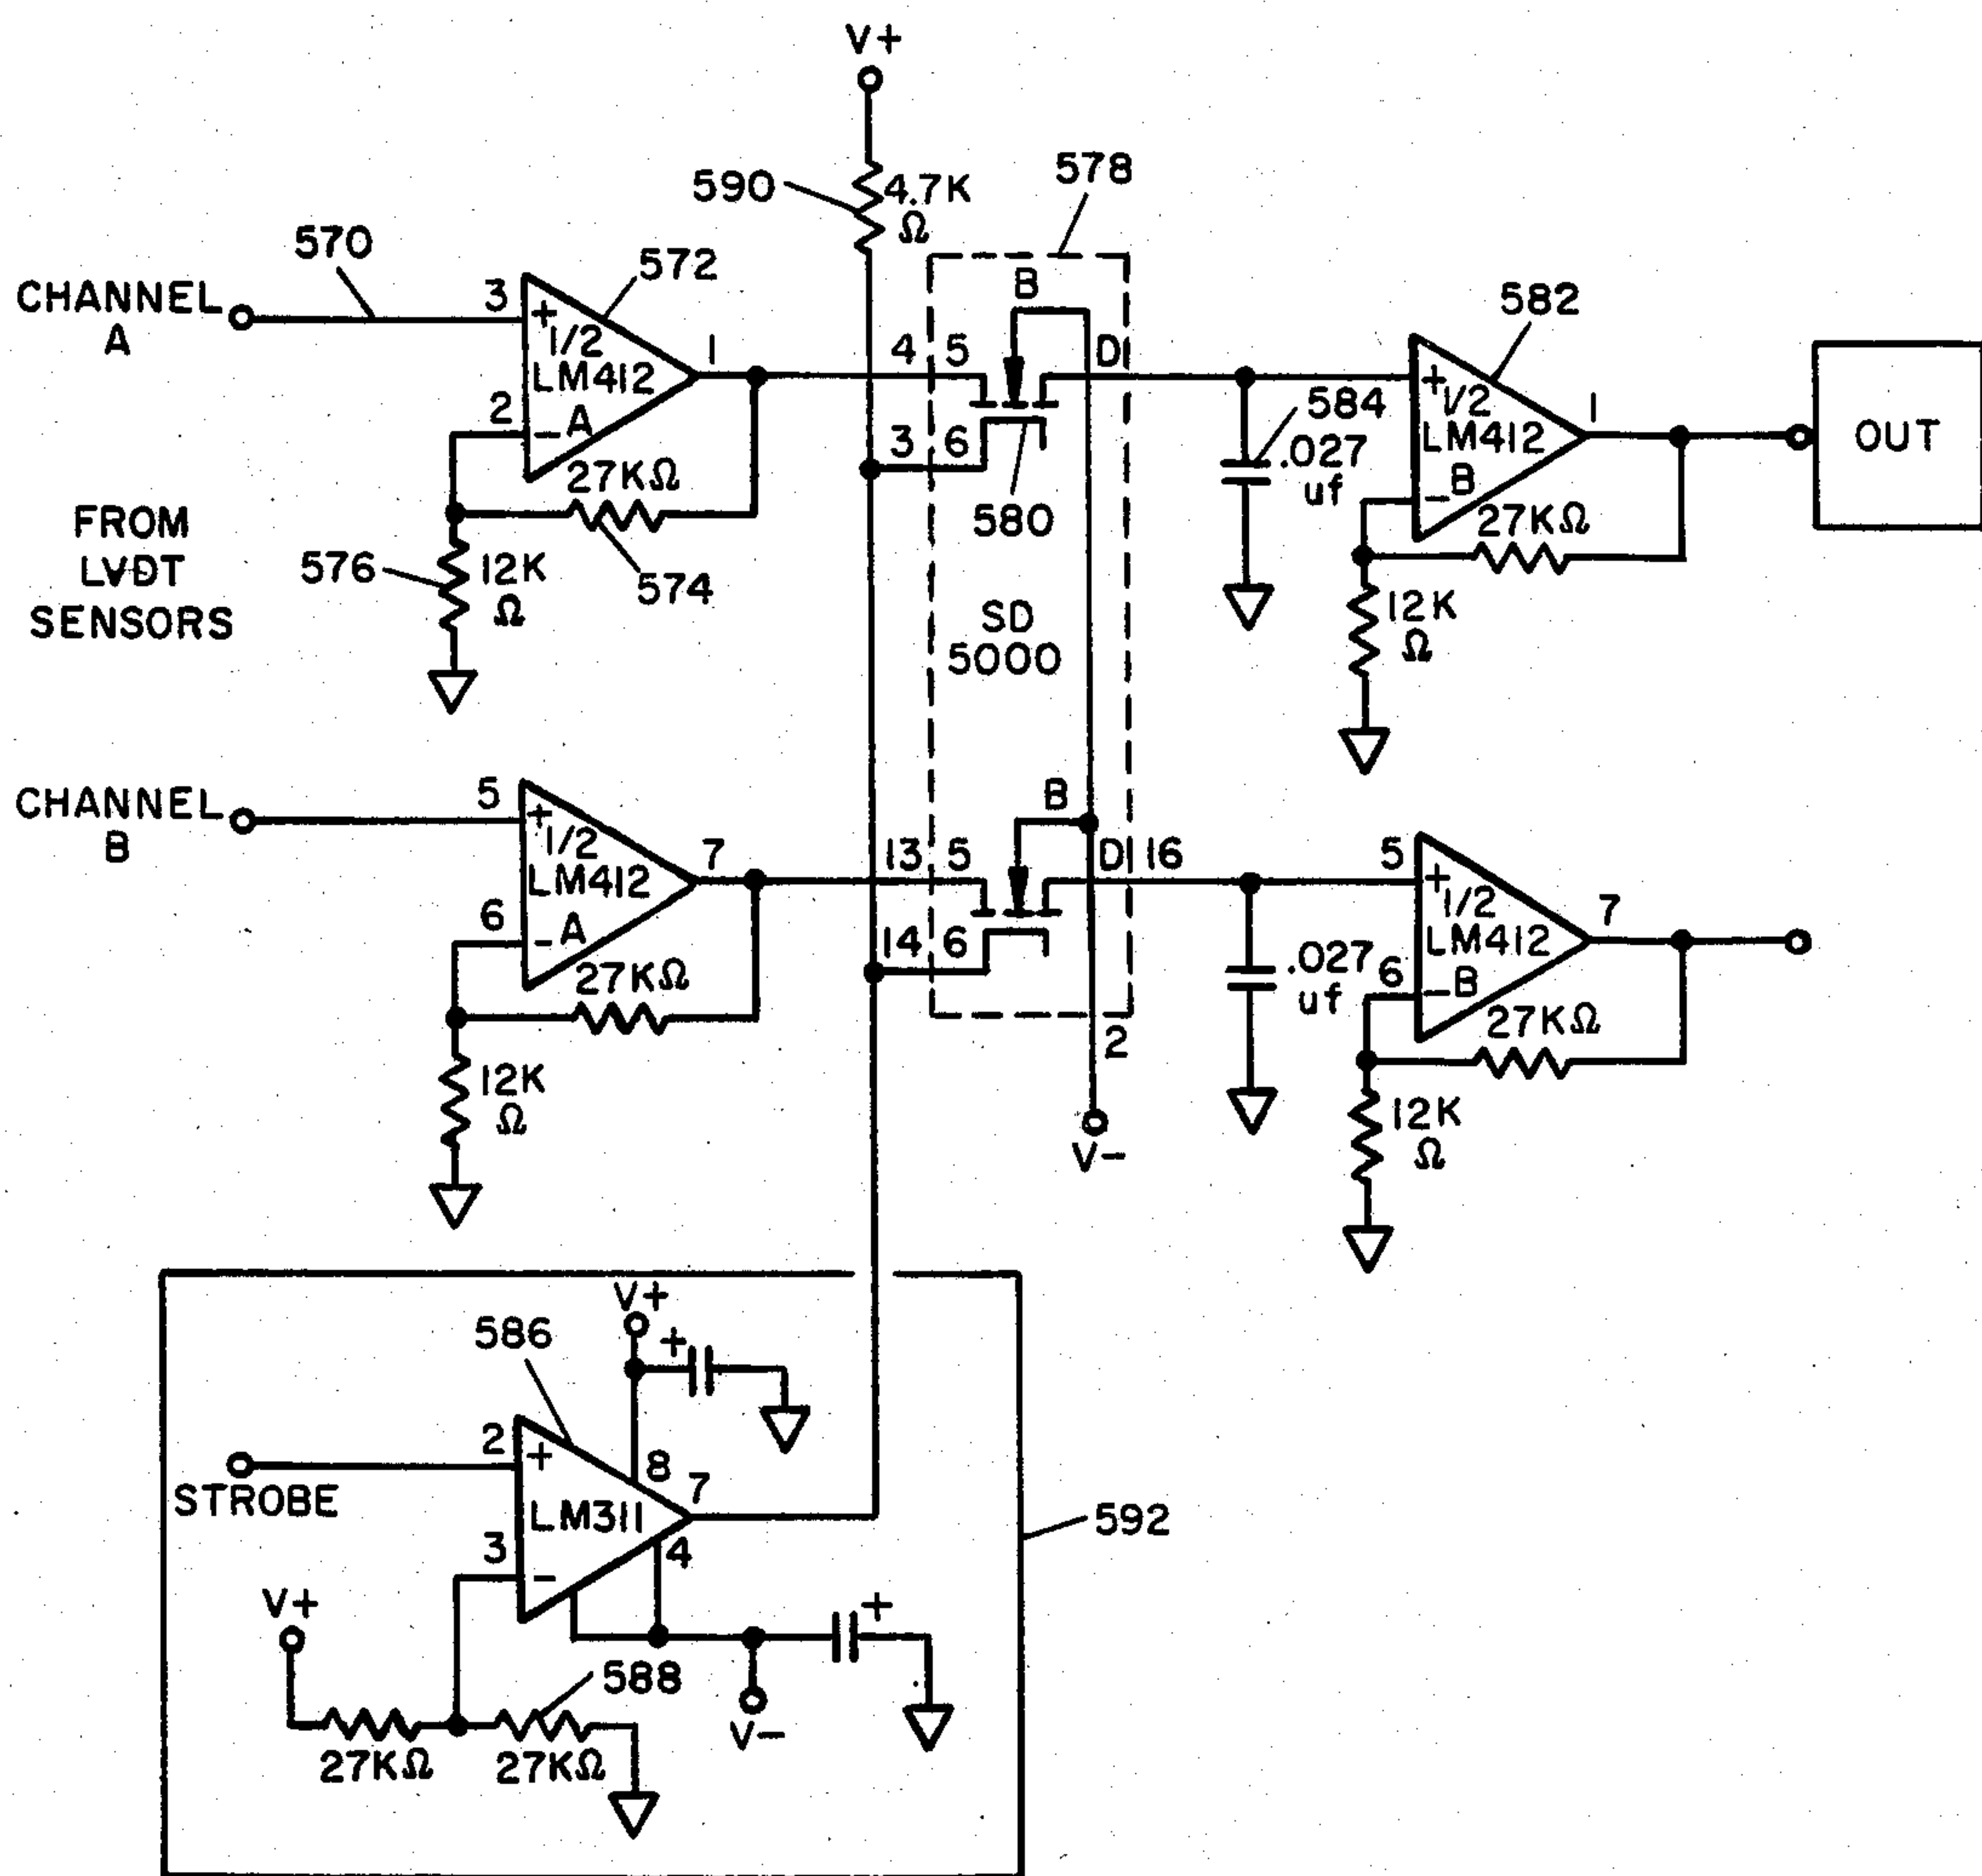 V+
590
4.7K
Ω
578
570
572
CHANNEL
A
3
+
1/2
LM412
A
2
-
1
27KΩ
574
576
12K
Ω
FROM
LVDT
SENSORS
4
5
B
D
3
6
580
SD
5000
584
.027
uf
582
+
1/2
LM412
B
-
1
27KΩ
12K
Ω
OUT
CHANNEL
B
5
+
1/2
LM412
A
6
-
7
27KΩ
12K
Ω
13
5
B
D
16
14
6
2
V-
.027
uf
5
+
1/2
LM412
B
6
-
7
27KΩ
12K
Ω
V+
+
586
2
+
8
7
STROBE
LM311
3
-
4
592
V+
+
588
V-
27KΩ
27KΩ